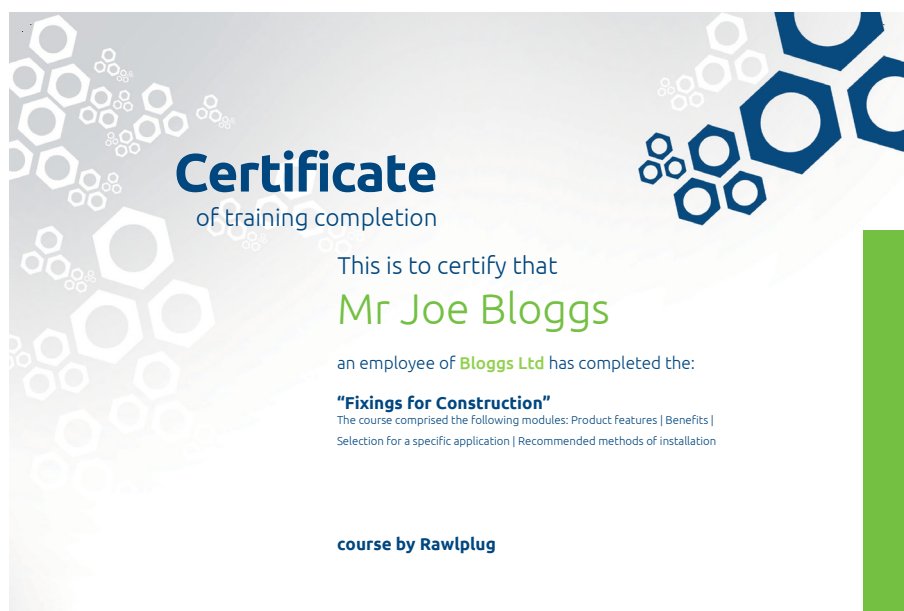 Certificate
of training completion
This is to certify that
Mr Joe Bloggs
an employee of Bloggs Ltd has completed the:
“Fixings for Construction”
The course comprised the following modules: Product features | Benefits |
Selection for a specific application | Recommended methods of installation
course by Rawlplug